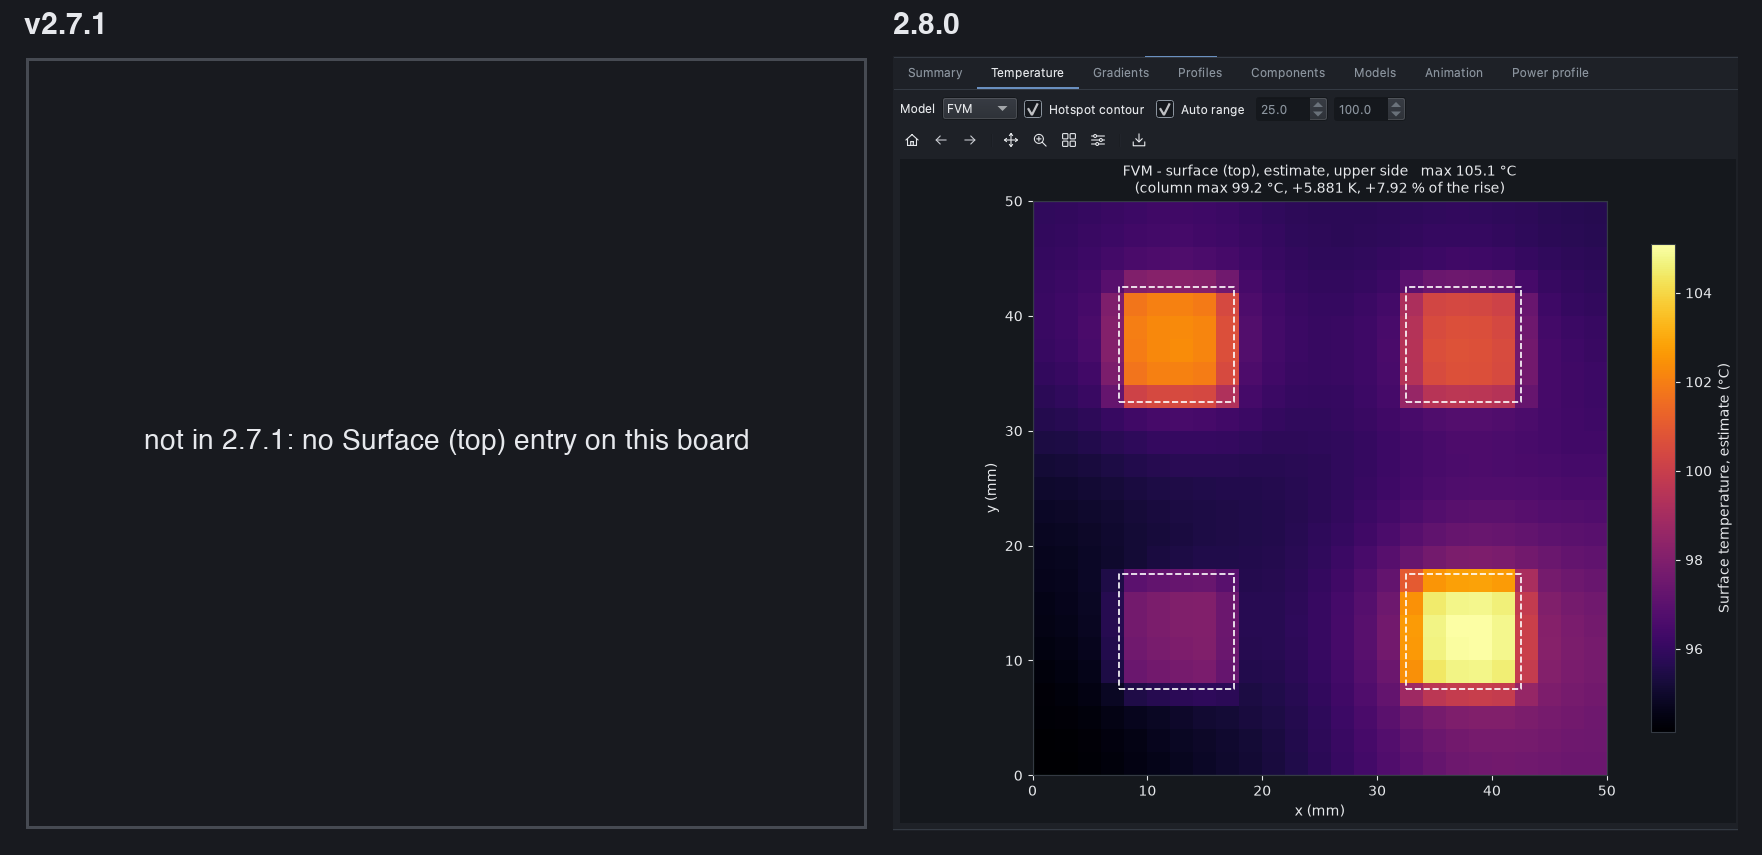 v2.7.1
not in 2.7.1: no Surface (top) entry on this board
2.8.0
Summary Temperature Gradients Profiles Components Models Animation Power profile
Model FVM Hotspot contour Auto range 25.0 100.0
FVM - surface (top), estimate, upper side max 105.1 °C
(column max 99.2 °C, +5.881 K, +7.92 % of the rise)
50
40
30
20
10
0
y (mm)
0 10 20 30 40 50
x (mm)
104
102
100
98
96
Surface temperature, estimate (°C)